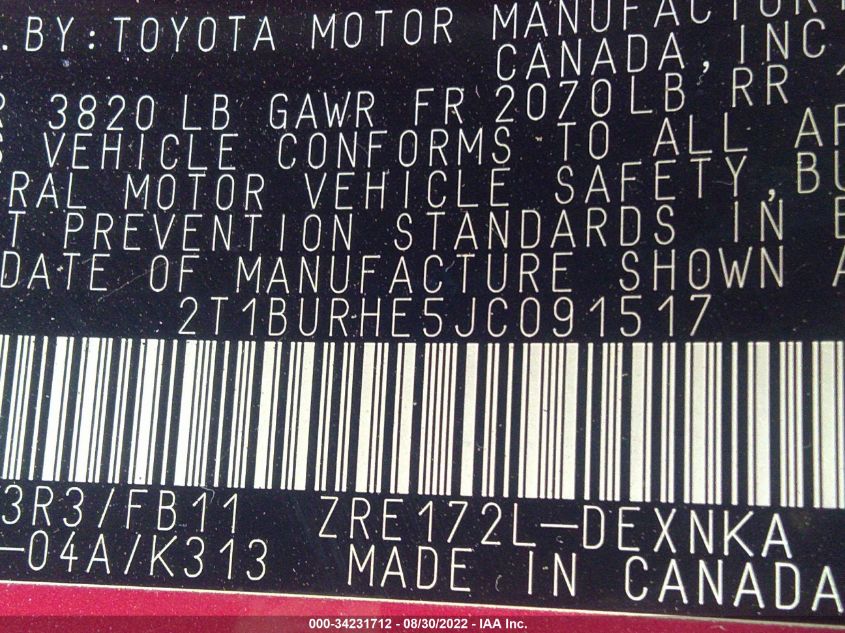 .BY:TOYOTA MOTOR MANUFACTUR
CANADA, INC
R 3820 LB GAWR FR 2070LB RR
S VEHICLE CONFORMS TO ALL AP
RAL MOTOR VEHICLE SAFETY, BU
T PREVENTION STANDARDS IN E
DATE OF MANUFACTURE SHOWN A
2T1BURHE5JC091517
3R3/FB11 ZRE172L-DEXNKA
-04A/K313 MADE IN CANADA
000-34231712 - 08/30/2022 - IAA Inc.